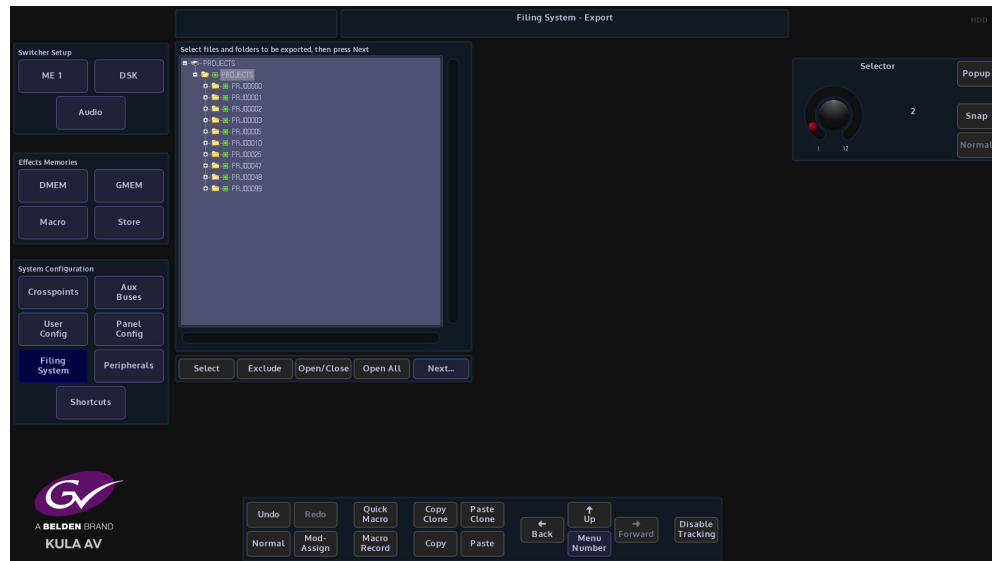 Filing System - Export
HDD
Switcher Setup
ME 1
DSK
Audio
Effects Memories
DMEM
GMEM
Macro
Store
System Configuration
Crosspoints
Aux
Buses
User
Config
Panel
Config
Filing
System
Peripherals
Shortcuts
Select files and folders to be exported, then press Next
PROJECTS
PROJECTS
PRJ00000
PRJ00001
PRJ00002
PRJ00003
PRJ00005
PRJ00010
PRJ00025
PRJ00047
PRJ00048
PRJ00099
Select
Exclude
Open/Close
Open All
Next...
Selector
2
1
12
Popup
Snap
Normal
GV
A BELDEN BRAND
KULA AV
Undo
Redo
Quick
Macro
Copy
Clone
Paste
Clone
Normal
Mod-
Assign
Macro
Record
Copy
Paste
Back
Up
Menu
Number
Forward
Disable
Tracking